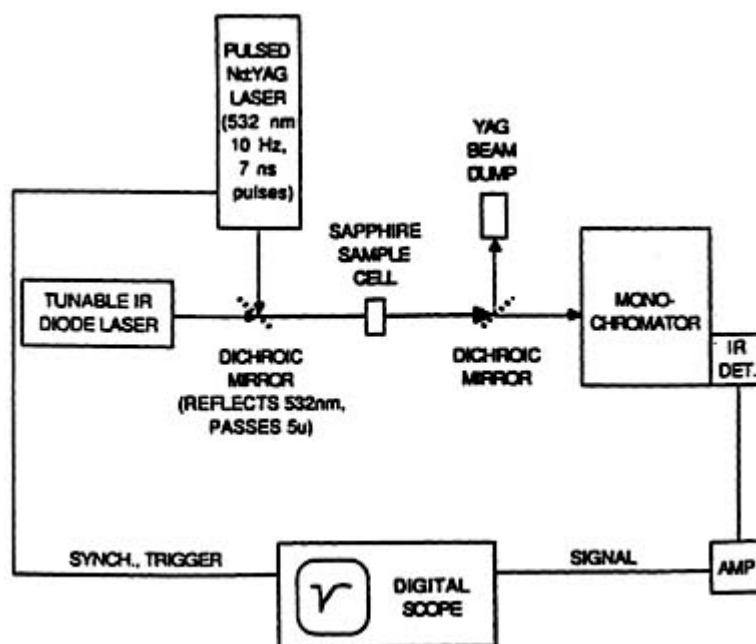 PULSED
Nd:YAG
LASER
(532 nm
10 Hz,
7 ns
pulses)
YAG
BEAM
DUMP
SAPPHIRE
SAMPLE
CELL
TUNABLE IR
DIODE LASER
MONO-
CHROMATOR
IR
DET.
DICHROIC
MIRROR
(REFLECTS 532nm,
PASSES 5u)
DICHROIC
MIRROR
SYNCH., TRIGGER
DIGITAL
SCOPE
SIGNAL
AMP